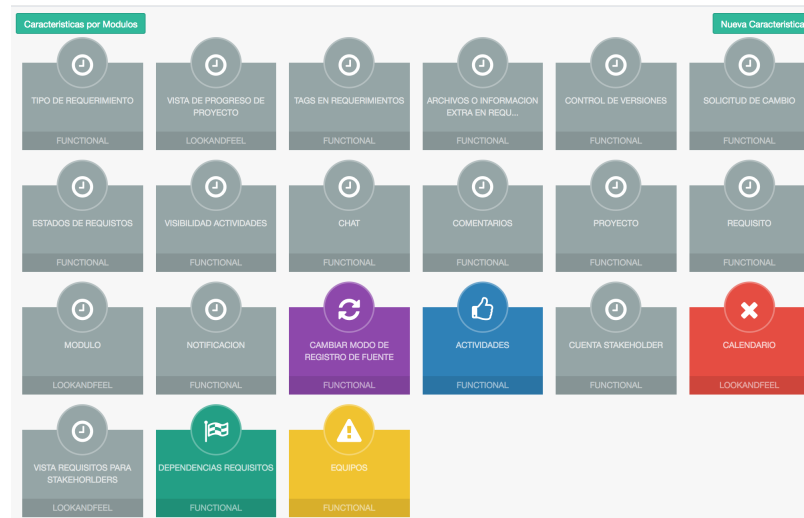 Caracteristicas por Modulos
Nueva Caracteristica
TIPO DE REQUERIMIENTO
FUNCTIONAL
VISTA DE PROGRESO DE
PROYECTO
LOOKANDFEEL
TAGS EN REQUERIMIENTOS
FUNCTIONAL
ARCHIVOS O INFORMACION
EXTRA EN REQU...
FUNCTIONAL
CONTROL DE VERSIONES
FUNCTIONAL
SOLICITUD DE CAMBIO
FUNCTIONAL
ESTADOS DE REQUISTOS
FUNCTIONAL
VISIBILIDAD ACTIVIDADES
FUNCTIONAL
CHAT
FUNCTIONAL
COMENTARIOS
FUNCTIONAL
PROYECTO
FUNCTIONAL
REQUISITO
FUNCTIONAL
MODULO
LOOKANDFEEL
NOTIFICACION
FUNCTIONAL
CAMBIAR MODO DE
REGISTRO DE FUENTE
FUNCTIONAL
ACTIVIDADES
FUNCTIONAL
CUENTA STAKEHOLDER
FUNCTIONAL
CALENDARIO
LOOKANDFEEL
VISTA REQUISITOS PARA
STAKEHORLDERS
LOOKANDFEEL
DEPENDENCIAS REQUISITOS
FUNCTIONAL
EQUIPOS
FUNCTIONAL